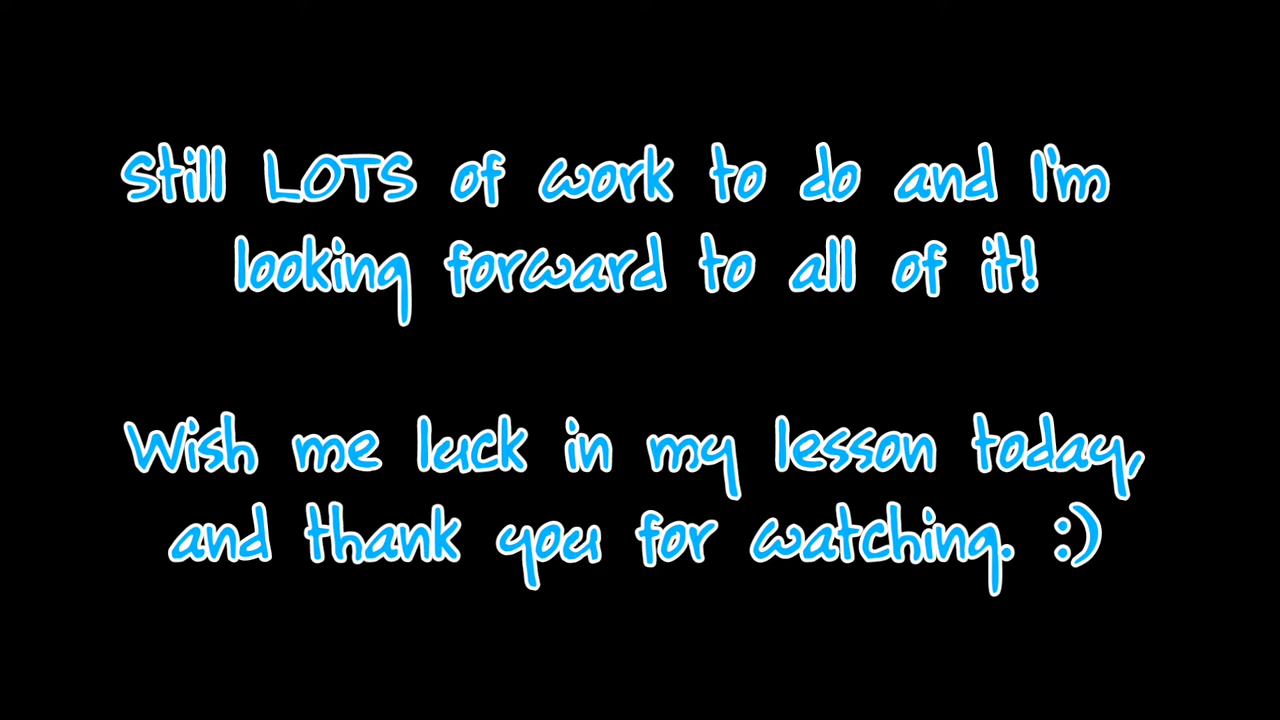 Still LOTS of work to do and I'm
looking forward to all of it!
Wish me luck in my lesson today,
and thank you for watching. :)